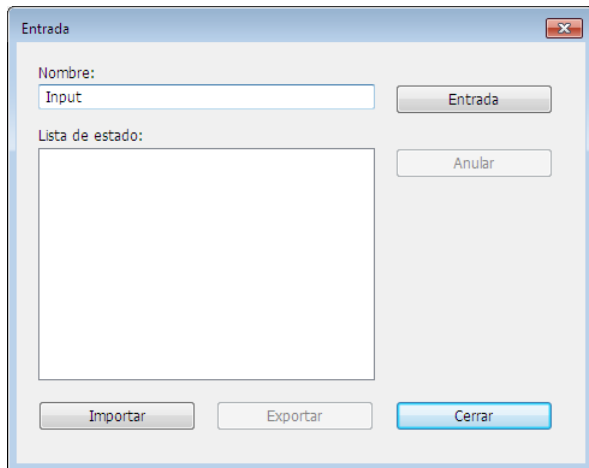 Entrada
Nombre:
Input
Entrada
Lista de estado:
Anular
Importar
Exportar
Cerrar